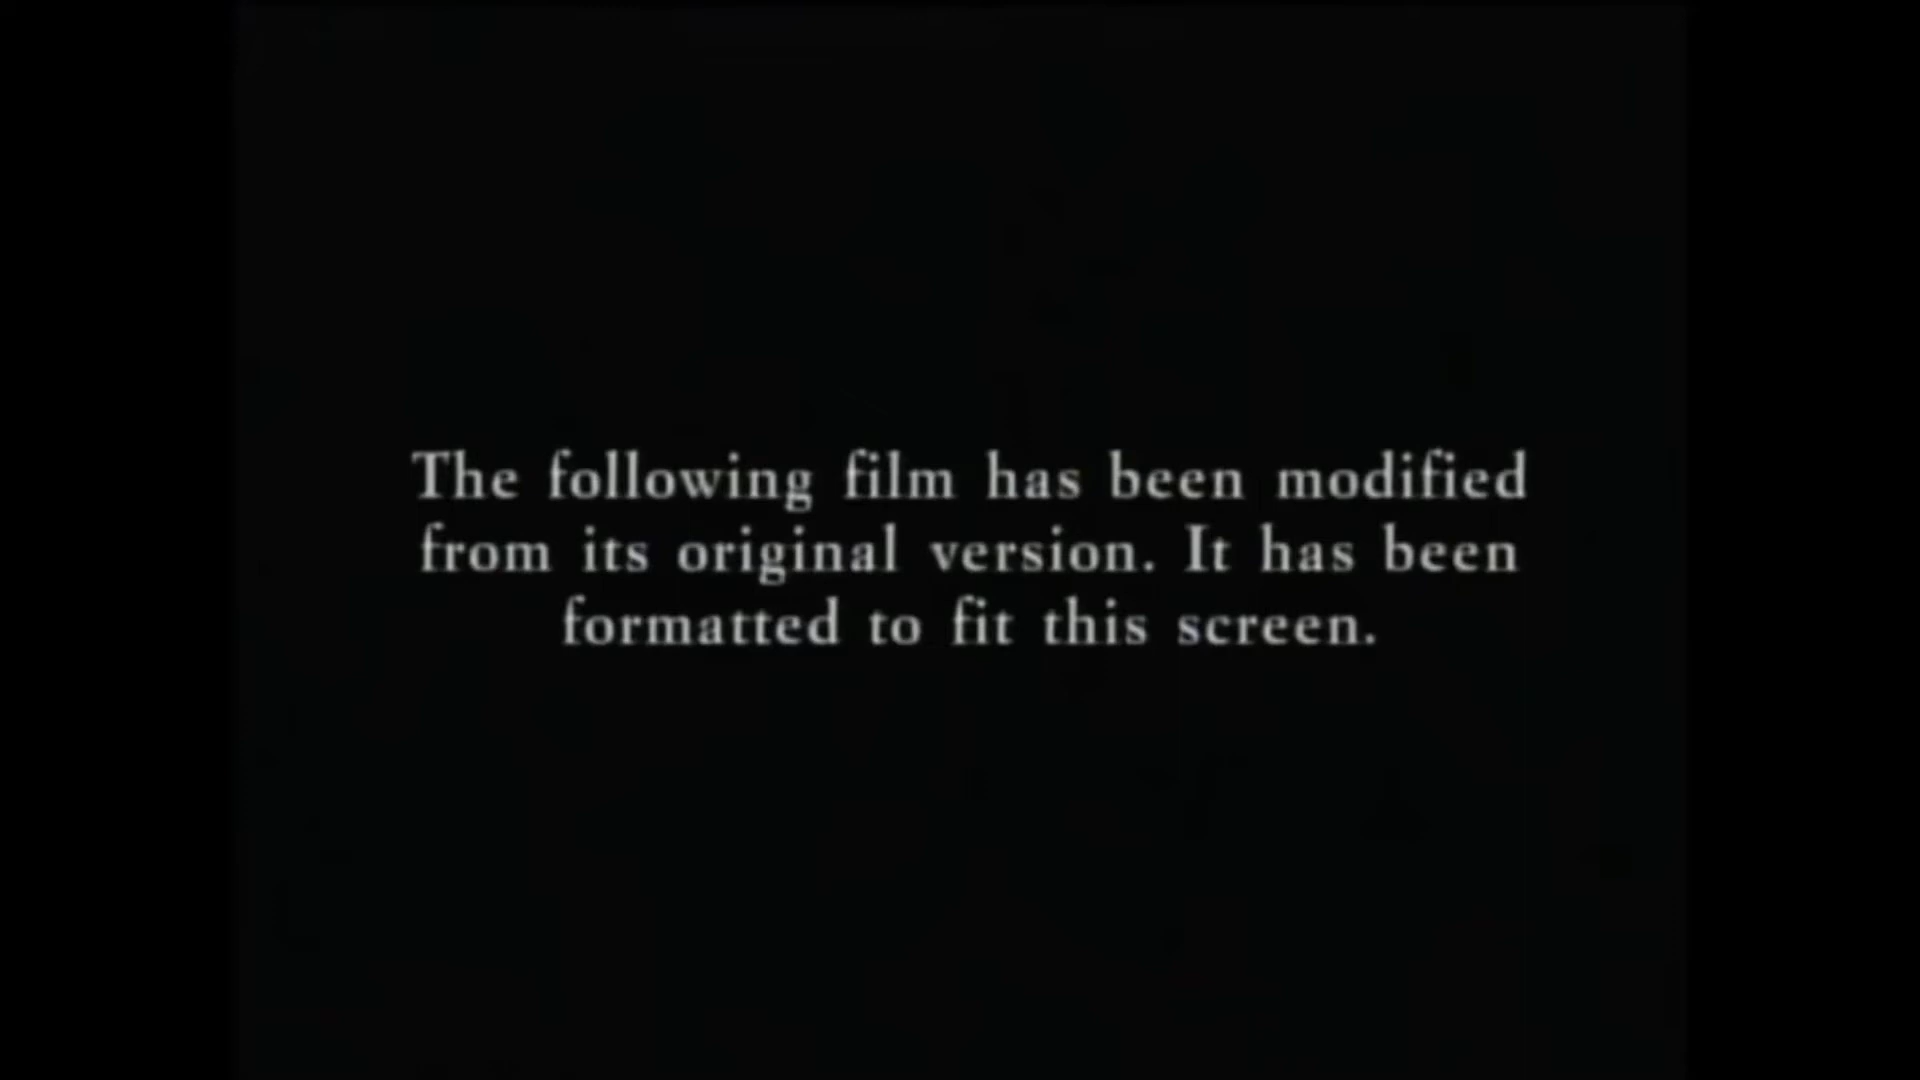 The following film has been modified
from its original version. It has been
formatted to fit this screen.